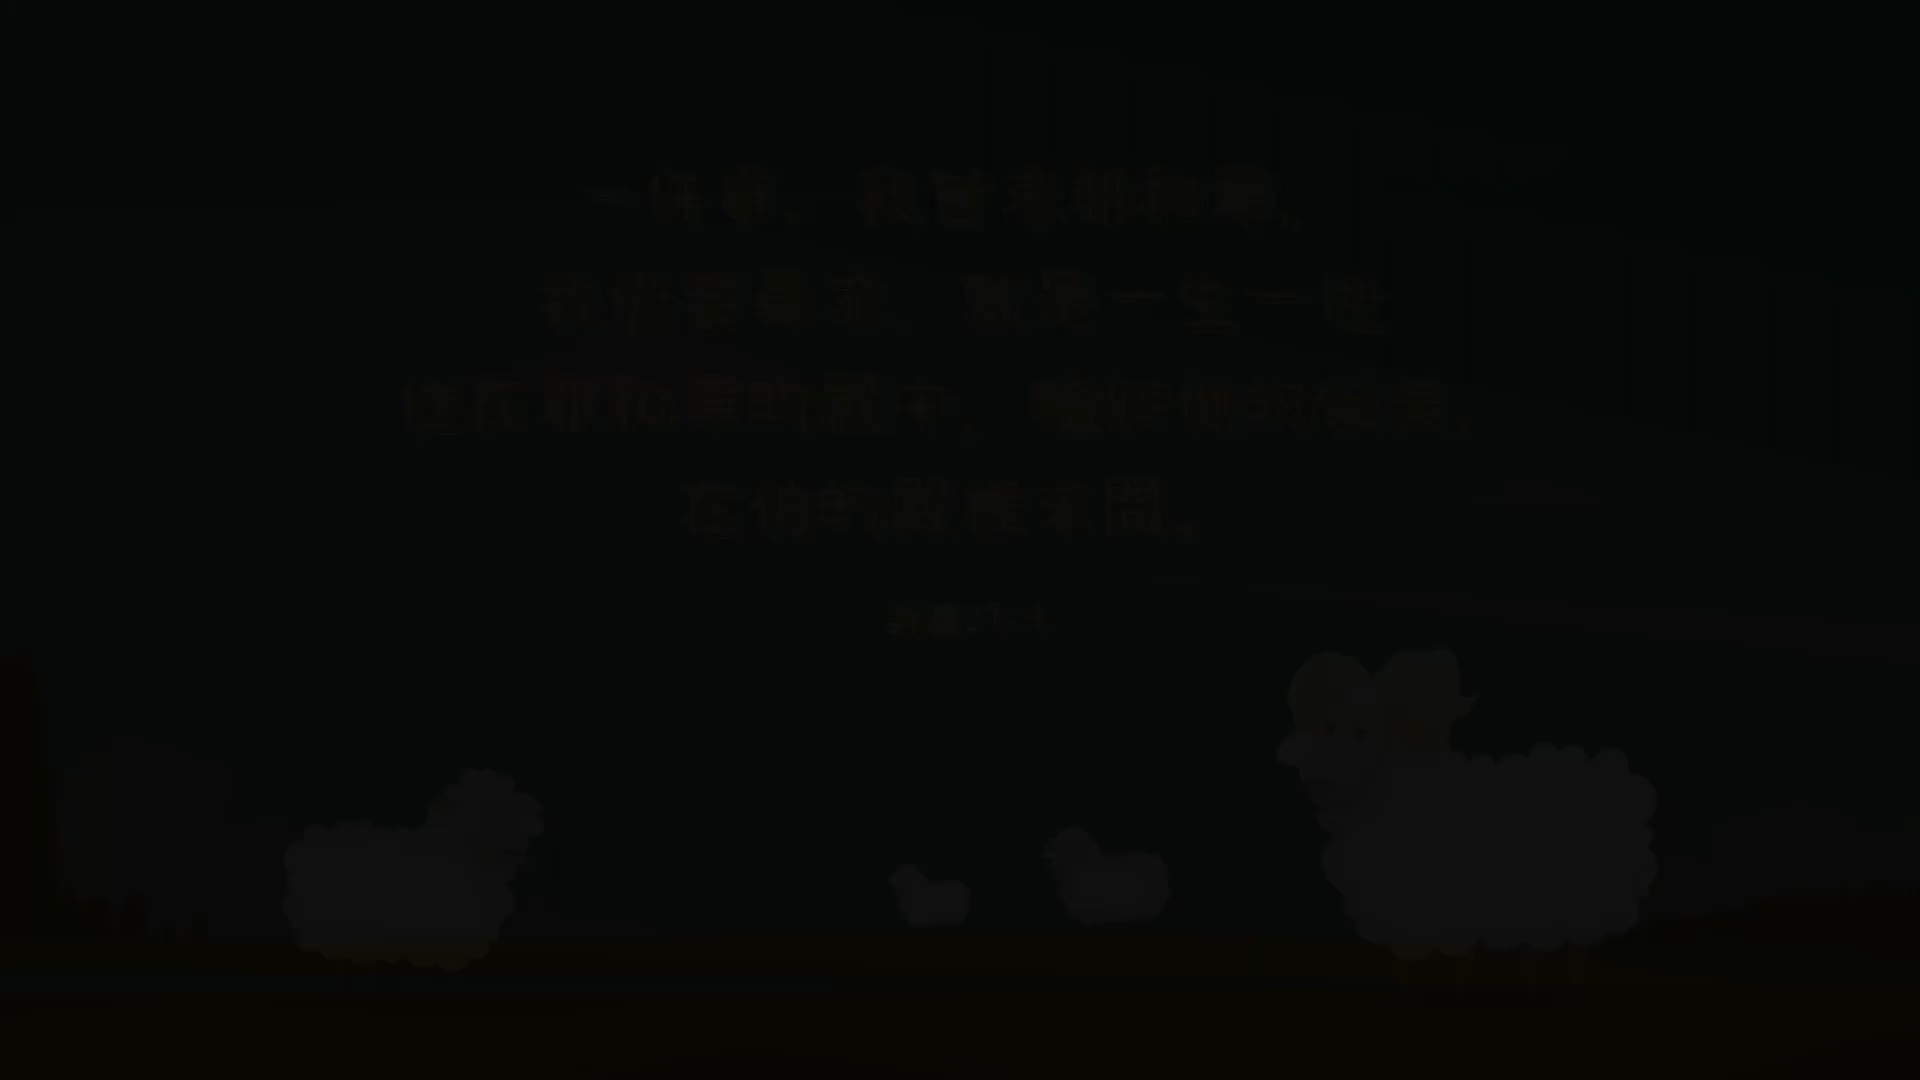 一件事，我曾求耶和華，
我仍要尋求，就是一生一世
住在耶和華的殿中，瞻仰他的榮美，
在他的殿裡求問。
詩篇27:4